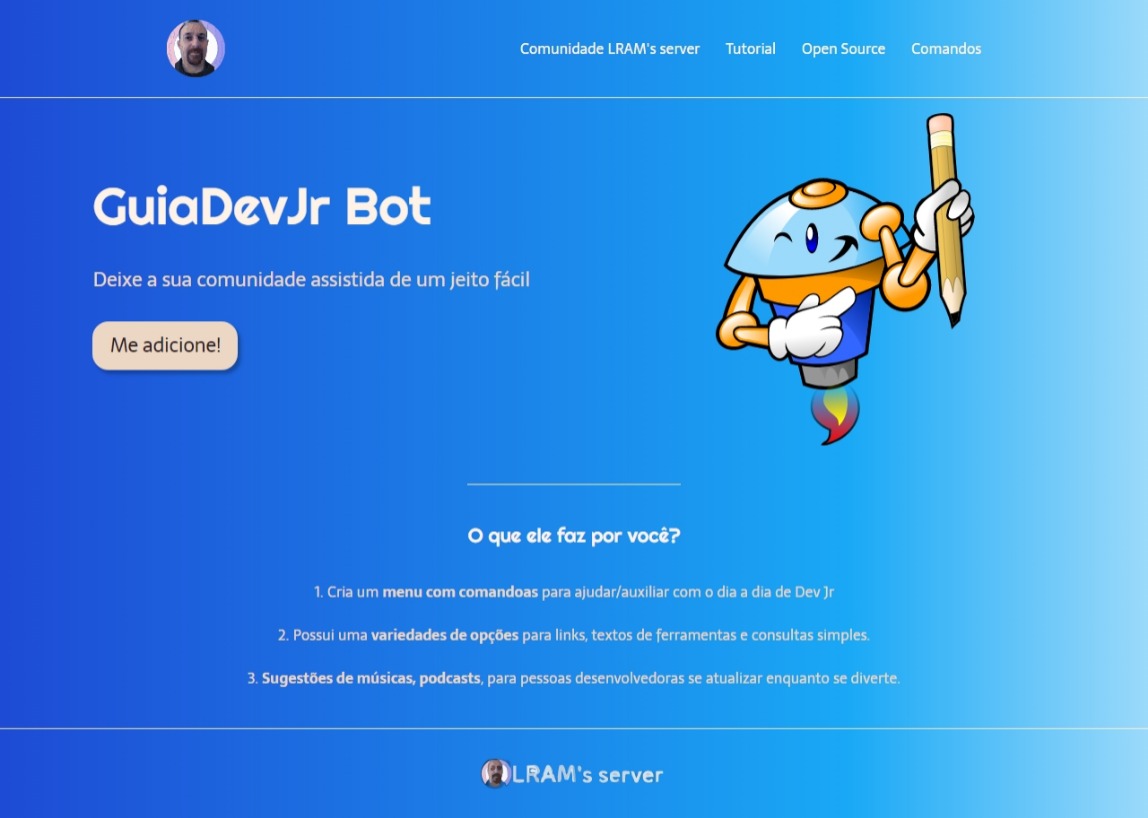 Comunidade LRAM's server Tutorial Open Source Comandos
GuiaDevJr Bot
Deixe a sua comunidade assistida de um jeito fácil
Me adicione!
O que ele faz por você?
1. Cria um menu com comandoas para ajudar/auxiliar com o dia a dia de Dev Jr
2. Possui uma variedades de opções para links, textos de ferramentas e consultas simples.
3. Sugestões de músicas, podcasts, para pessoas desenvolvedoras se atualizar enquanto se diverte.
LRAM's server